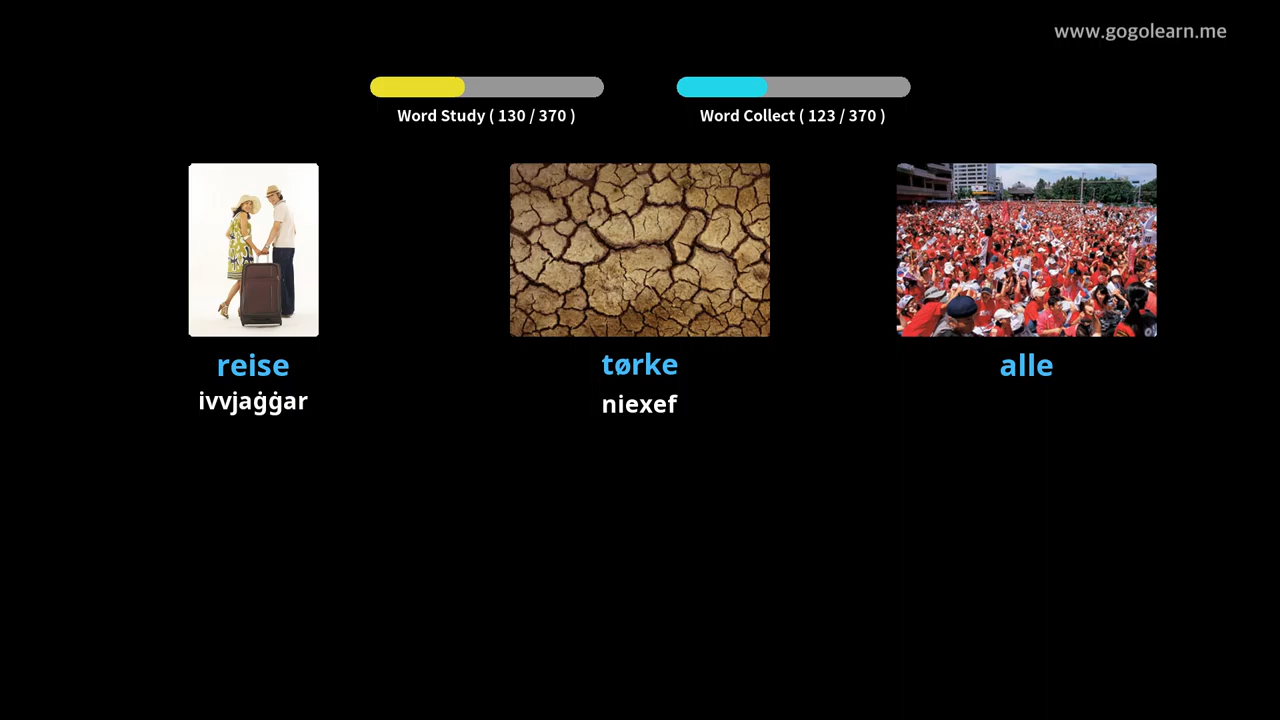 www.gogolearn.me
Word Study ( 130 / 370 )
Word Collect ( 123 / 370 )
reise
ivvjaġġar
tørke
niexef
alle